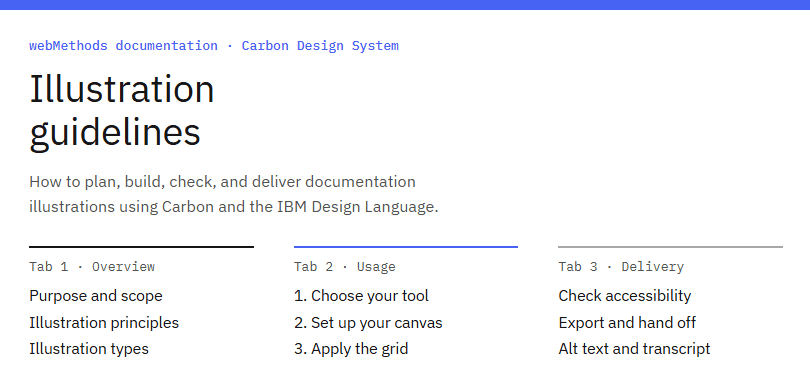 webMethods documentation · Carbon Design System
Illustration
guidelines
How to plan, build, check, and deliver documentation
illustrations using Carbon and the IBM Design Language.
Tab 1 · Overview
Purpose and scope
Illustration principles
Illustration types
Tab 2 · Usage
1. Choose your tool
2. Set up your canvas
3. Apply the grid
Tab 3 · Delivery
Check accessibility
Export and hand off
Alt text and transcript